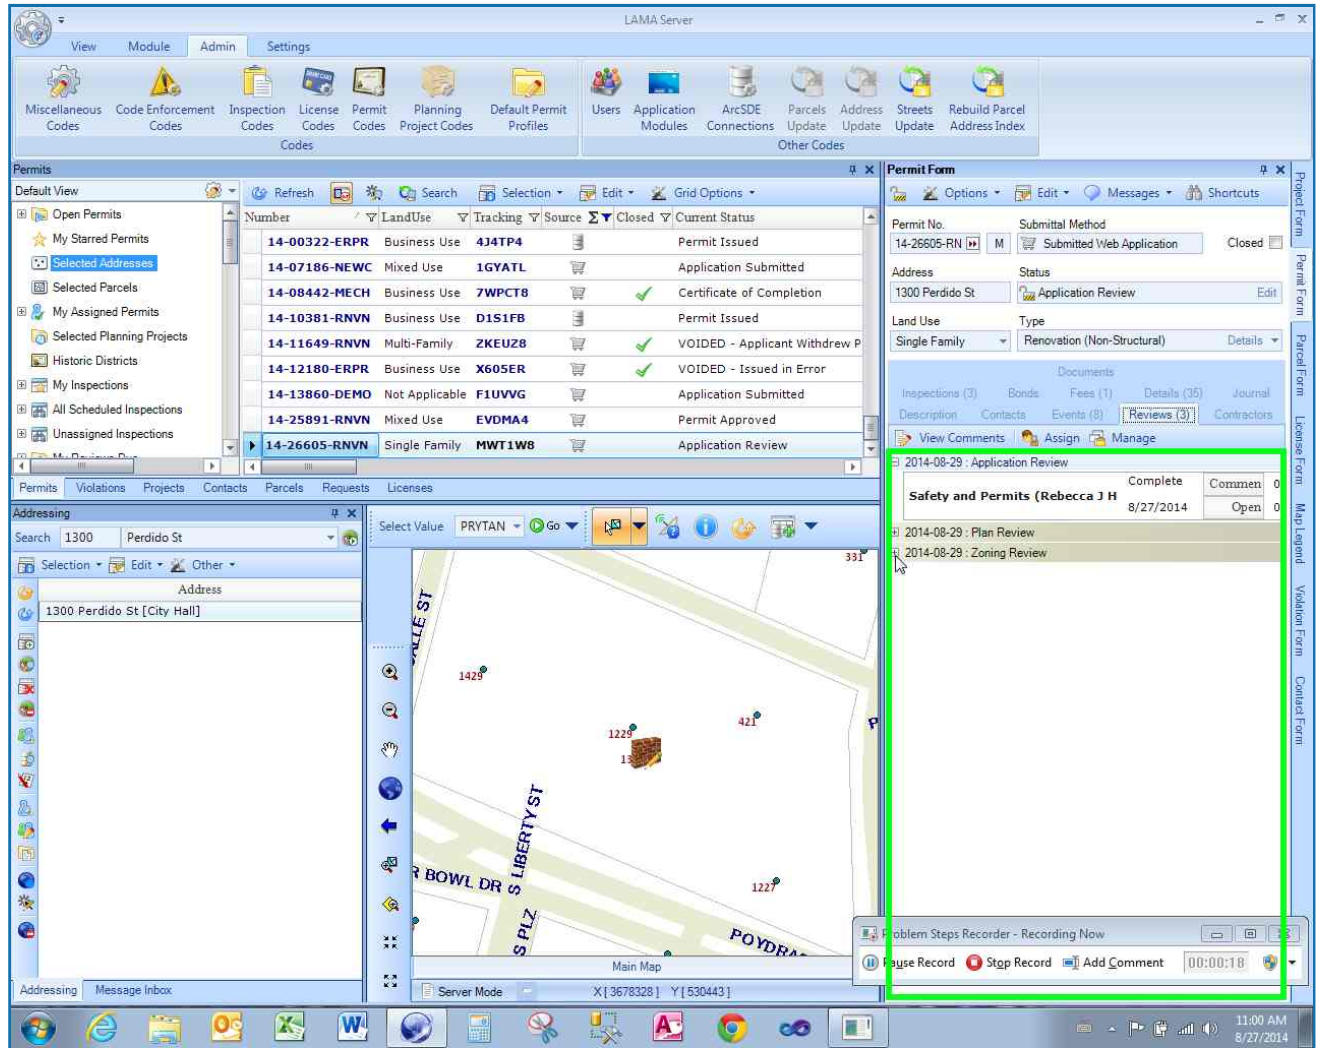 LAMA Server
View Module Admin Settings
Miscellaneous Codes
Code Enforcement Codes
Inspection Codes
License Codes
Permit Codes
Planning Project Codes
Default Permit Profiles
Users
Application Modules
ArcSDE Connections
Parcels Update
Address Update
Streets Update
Rebuild Parcel Address Index
Codes
Other Codes
Permits
Default View
Open Permits
My Starred Permits
Selected Addresses
Selected Parcels
My Assigned Permits
Selected Planning Projects
Historic Districts
My Inspections
All Scheduled Inspections
Unassigned Inspections
Refresh Search Selection Edit Grid Options
Number LandUse Tracking Source Closed Current Status
14-00322-ERPR Business Use 4J4TP4 Permit Issued
14-07186-NEWC Mixed Use 1GYATL Application Submitted
14-08442-MECH Business Use 7WPCT8 Certificate of Completion
14-10381-RNVN Business Use D1S1FB Permit Issued
14-11649-RNVN Multi-Family ZKEUZ8 VOIDED - Applicant Withdrew P
14-12180-ERPR Business Use X605ER VOIDED - Issued in Error
14-13860-DEMO Not Applicable F1UVVG Application Submitted
14-25891-RNVN Mixed Use EVDMA4 Permit Approved
14-26605-RNVN Single Family MWT1W8 Application Review
Permits Violations Projects Contacts Parcels Requests Licenses
Addressing
Search 1300 Perdido St
Selection Edit Other
Address
1300 Perdido St [City Hall]
Addressing Message Inbox
Select Value PRYTAN Go
331
1429
421
1229
1227
S LIBERTY ST
R BOWL DR
S PLZ
POYDRA
Main Map
Server Mode X [ 3678328 ] Y [ 530443 ]
Permit Form
Options Edit Messages Shortcuts
Permit No. Submittal Method
14-26605-RN M Submitted Web Application Closed
Address Status
1300 Perdido St Application Review Edit
Land Use Type
Single Family Renovation (Non-Structural) Details
Documents
Inspections (3) Bonds Fees (1) Details (35) Journal
Description Contacts Events (8) Reviews (3) Contractors
View Comments Assign Manage
2014-08-29 : Application Review
Safety and Permits (Rebecca J H
Complete
8/27/2014
Commen 0
Open 0
2014-08-29 : Plan Review
2014-08-29 : Zoning Review
Project Form
Permit Form
Parcel Form
License Form
Map Legend
Violation Form
Contact Form
Problem Steps Recorder - Recording Now
Pause Record Stop Record Add Comment 00:00:18
11:00 AM
8/27/2014